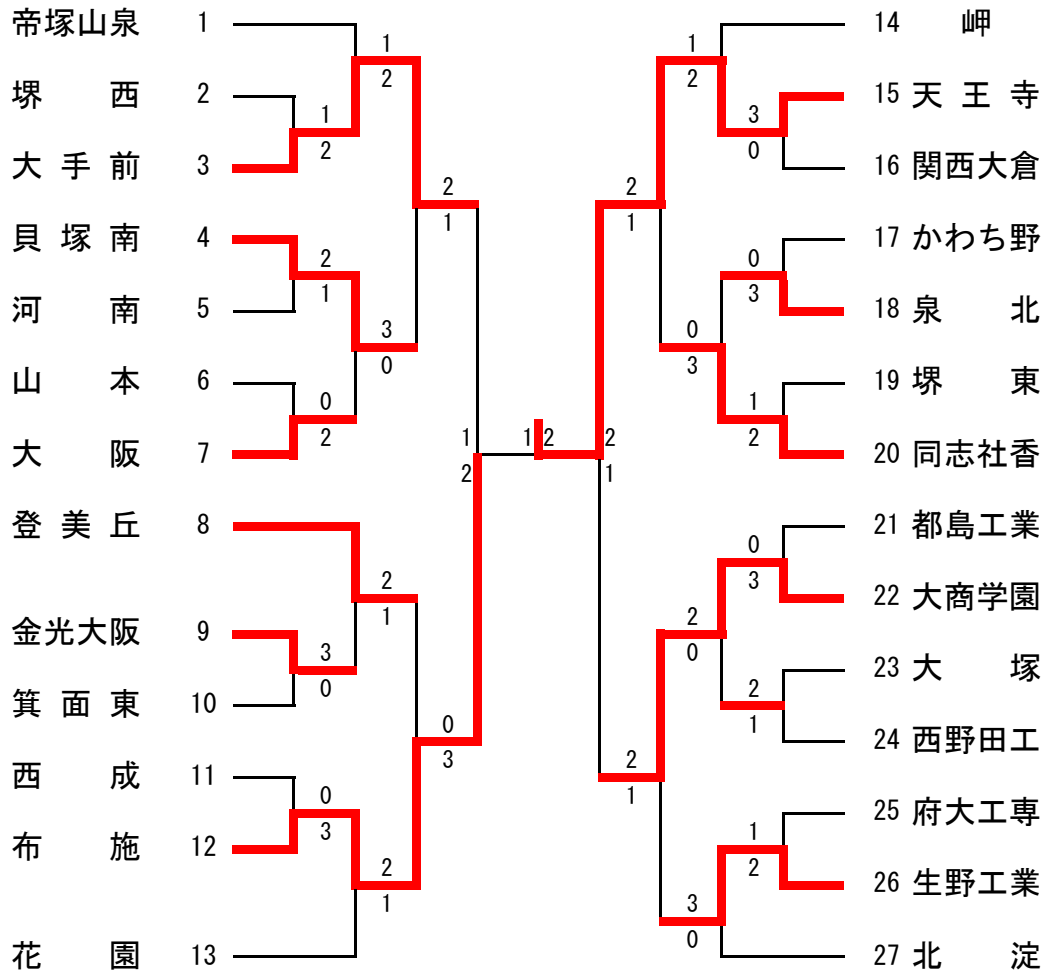 帝塚山泉 1
堺西 2
大手前 3
貝塚南 4
河南 5
山本 6
大阪 7
登美丘 8
金光大阪 9
箕面東 10
西成 11
布施 12
花園 13
1
2
1
2
2
1
2
1
3
0
0
2
1
2
2
1
3
0
0
3
0
3
2
1
1 2
14 岬
15 天王寺
16 関西大倉
17 かわち野
18 泉北
19 堺東
20 同志社香
21 都島工業
22 大商学園
23 大塚
24 西野田工
25 府大工専
26 生野工業
27 北淀
1
2
3
0
2
1
0
3
0
3
1
2
2
1
0
3
2
0
2
1
2
1
1
2
3
0